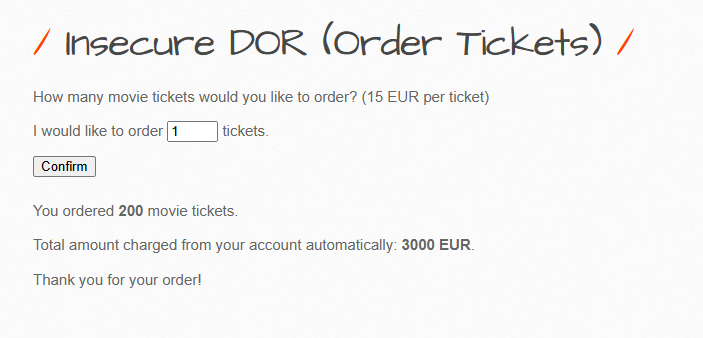 / Insecure DOR (Order Tickets) /
How many movie tickets would you like to order? (15 EUR per ticket)
I would like to order 1 tickets.
Confirm
You ordered 200 movie tickets.
Total amount charged from your account automatically: 3000 EUR.
Thank you for your order!